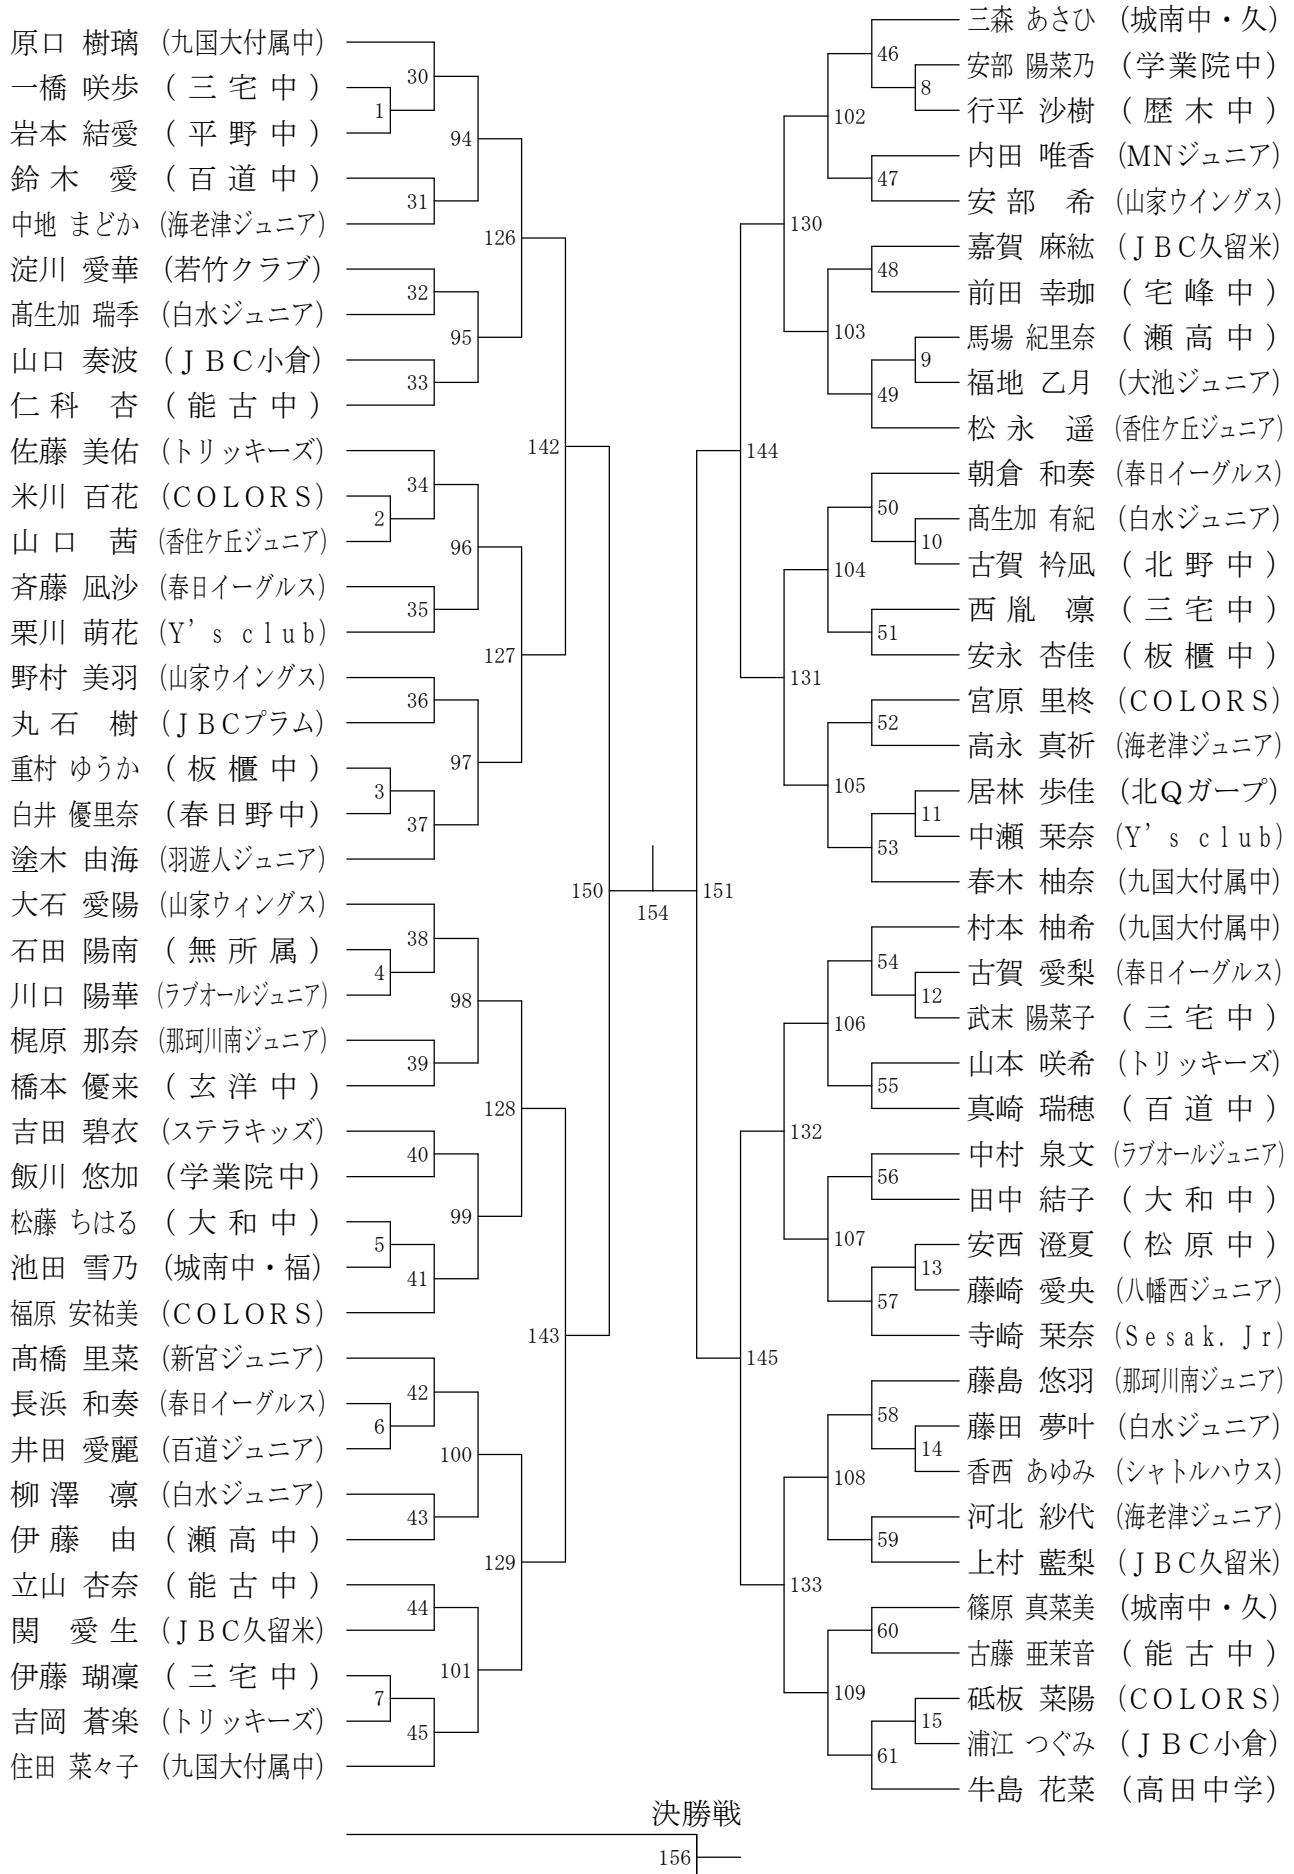 原口 樹璃 (九国大付属中)
一橋 咲歩 (三宅中)
岩本 結愛 (平野中)
鈴木 愛 (百道中)
中地 まどか (海老津ジュニア)
淀川 愛華 (若竹クラブ)
髙生加 瑞季 (白水ジュニア)
山口 奏波 (JBC小倉)
仁科 杏 (能古中)
佐藤 美佑 (トリッキーズ)
米川 百花 (COLORS)
山口 茜 (香住ケ丘ジュニア)
斉藤 凪沙 (春日イーグルス)
栗川 萌花 (Y's club)
野村 美羽 (山家ウイングス)
丸石 樹 (JBCプラム)
重村 ゆうか (板櫃中)
白井 優里奈 (春日野中)
塗木 由海 (羽遊人ジュニア)
大石 愛陽 (山家ウィングス)
石田 陽南 (無所属)
川口 陽華 (ラブオールジュニア)
梶原 那奈 (那珂川南ジュニア)
橋本 優来 (玄洋中)
吉田 碧衣 (ステラキッズ)
飯川 悠加 (学業院中)
松藤 ちはる (大和中)
池田 雪乃 (城南中・福)
福原 安祐美 (COLORS)
髙橋 里菜 (新宮ジュニア)
長浜 和奏 (春日イーグルス)
井田 愛麗 (百道ジュニア)
柳澤 凛 (白水ジュニア)
伊藤 由 (瀬高中)
立山 杏奈 (能古中)
関 愛生 (JBC久留米)
伊藤 瑚凜 (三宅中)
吉岡 蒼楽 (トリッキーズ)
住田 菜々子 (九国大付属中)
30
1
94
31
126
32
95
33
142
34
2
96
35
127
36
97
3
37
150
38
4
98
39
128
40
99
5
41
143
42
6
100
43
129
44
101
7
45
154
151
46
8
102
47
130
48
103
9
49
144
50
10
104
51
131
52
105
11
53
54
12
106
55
132
56
107
13
57
145
58
14
108
59
133
60
109
15
61
三森 あさひ (城南中・久)
安部 陽菜乃 (学業院中)
行平 沙樹 (歴木中)
内田 唯香 (MNジュニア)
安部 希 (山家ウイングス)
嘉賀 麻紘 (JBC久留米)
前田 幸珈 (宅峰中)
馬場 紀里奈 (瀬高中)
福地 乙月 (大池ジュニア)
松永 遥 (香住ケ丘ジュニア)
朝倉 和奏 (春日イーグルス)
髙生加 有紀 (白水ジュニア)
古賀 衿凪 (北野中)
西胤 凛 (三宅中)
安永 杏佳 (板櫃中)
宮原 里柊 (COLORS)
高永 真祈 (海老津ジュニア)
居林 歩佳 (北Qガープ)
中瀬 栞奈 (Y's club)
春木 柚奈 (九国大付属中)
村本 柚希 (九国大付属中)
古賀 愛梨 (春日イーグルス)
武末 陽菜子 (三宅中)
山本 咲希 (トリッキーズ)
真崎 瑞穂 (百道中)
中村 泉文 (ラブオールジュニア)
田中 結子 (大和中)
安西 澄夏 (松原中)
藤崎 愛央 (八幡西ジュニア)
寺崎 栞奈 (Sesak. Jr)
藤島 悠羽 (那珂川南ジュニア)
藤田 夢叶 (白水ジュニア)
香西 あゆみ (シャトルハウス)
河北 紗代 (海老津ジュニア)
上村 藍梨 (JBC久留米)
篠原 真菜美 (城南中・久)
古藤 亜茉音 (能古中)
砥板 菜陽 (COLORS)
浦江 つぐみ (JBC小倉)
牛島 花菜 (高田中学)
決勝戦
156